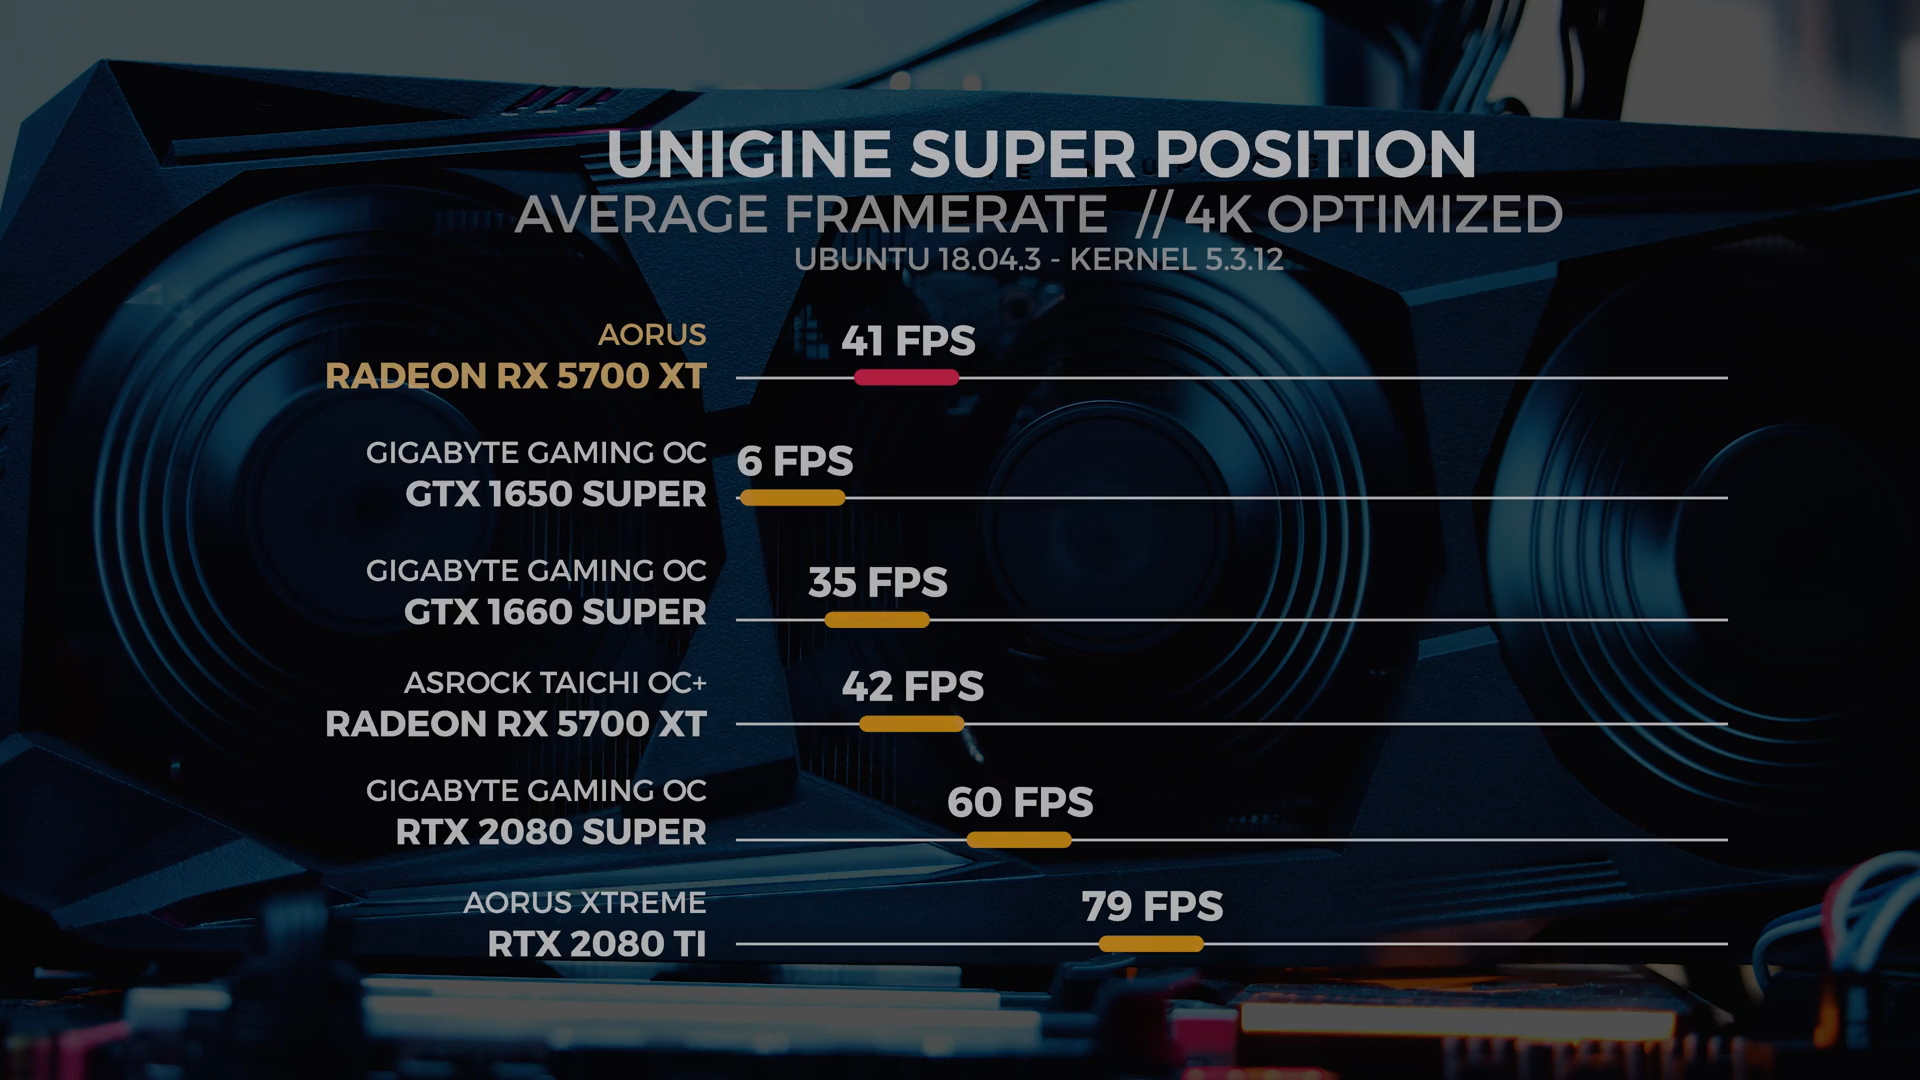 UNIGINE SUPER POSITION
AVERAGE FRAMERATE // 4K OPTIMIZED
UBUNTU 18.04.3 - KERNEL 5.3.12
AORUS
RADEON RX 5700 XT
41 FPS
GIGABYTE GAMING OC
GTX 1650 SUPER
6 FPS
GIGABYTE GAMING OC
GTX 1660 SUPER
35 FPS
ASROCK TAICHI OC+
RADEON RX 5700 XT
42 FPS
GIGABYTE GAMING OC
RTX 2080 SUPER
60 FPS
AORUS XTREME
RTX 2080 TI
79 FPS